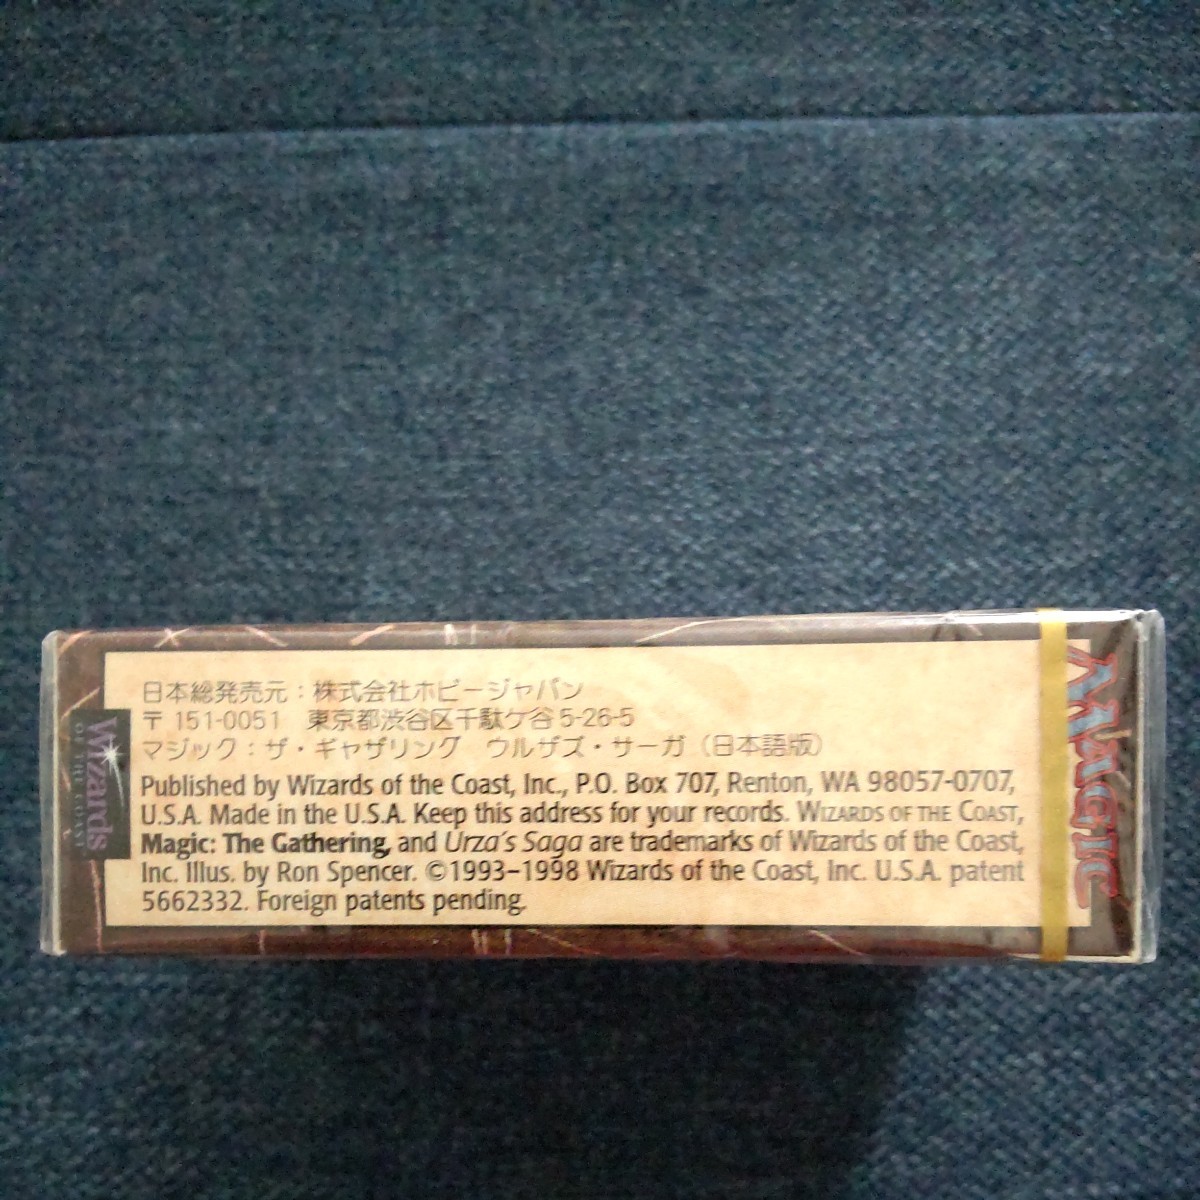 日本総発売元：株式会社ホビージャパン
〒151-0051　東京都渋谷区千駄ケ谷5-26-5
マジック：ザ・ギャザリング　ウルザズ・サーガ（日本語版）
Published by Wizards of the Coast, Inc., P.O. Box 707, Renton, WA 98057-0707,
U.S.A. Made in the U.S.A. Keep this address for your records. WIZARDS OF THE COAST,
Magic: The Gathering, and Urza's Saga are trademarks of Wizards of the Coast,
Inc. Illus. by Ron Spencer. ©1993–1998 Wizards of the Coast, Inc. U.S.A. patent
5662332. Foreign patents pending.
Wizards
OF THE COAST
MAGIC